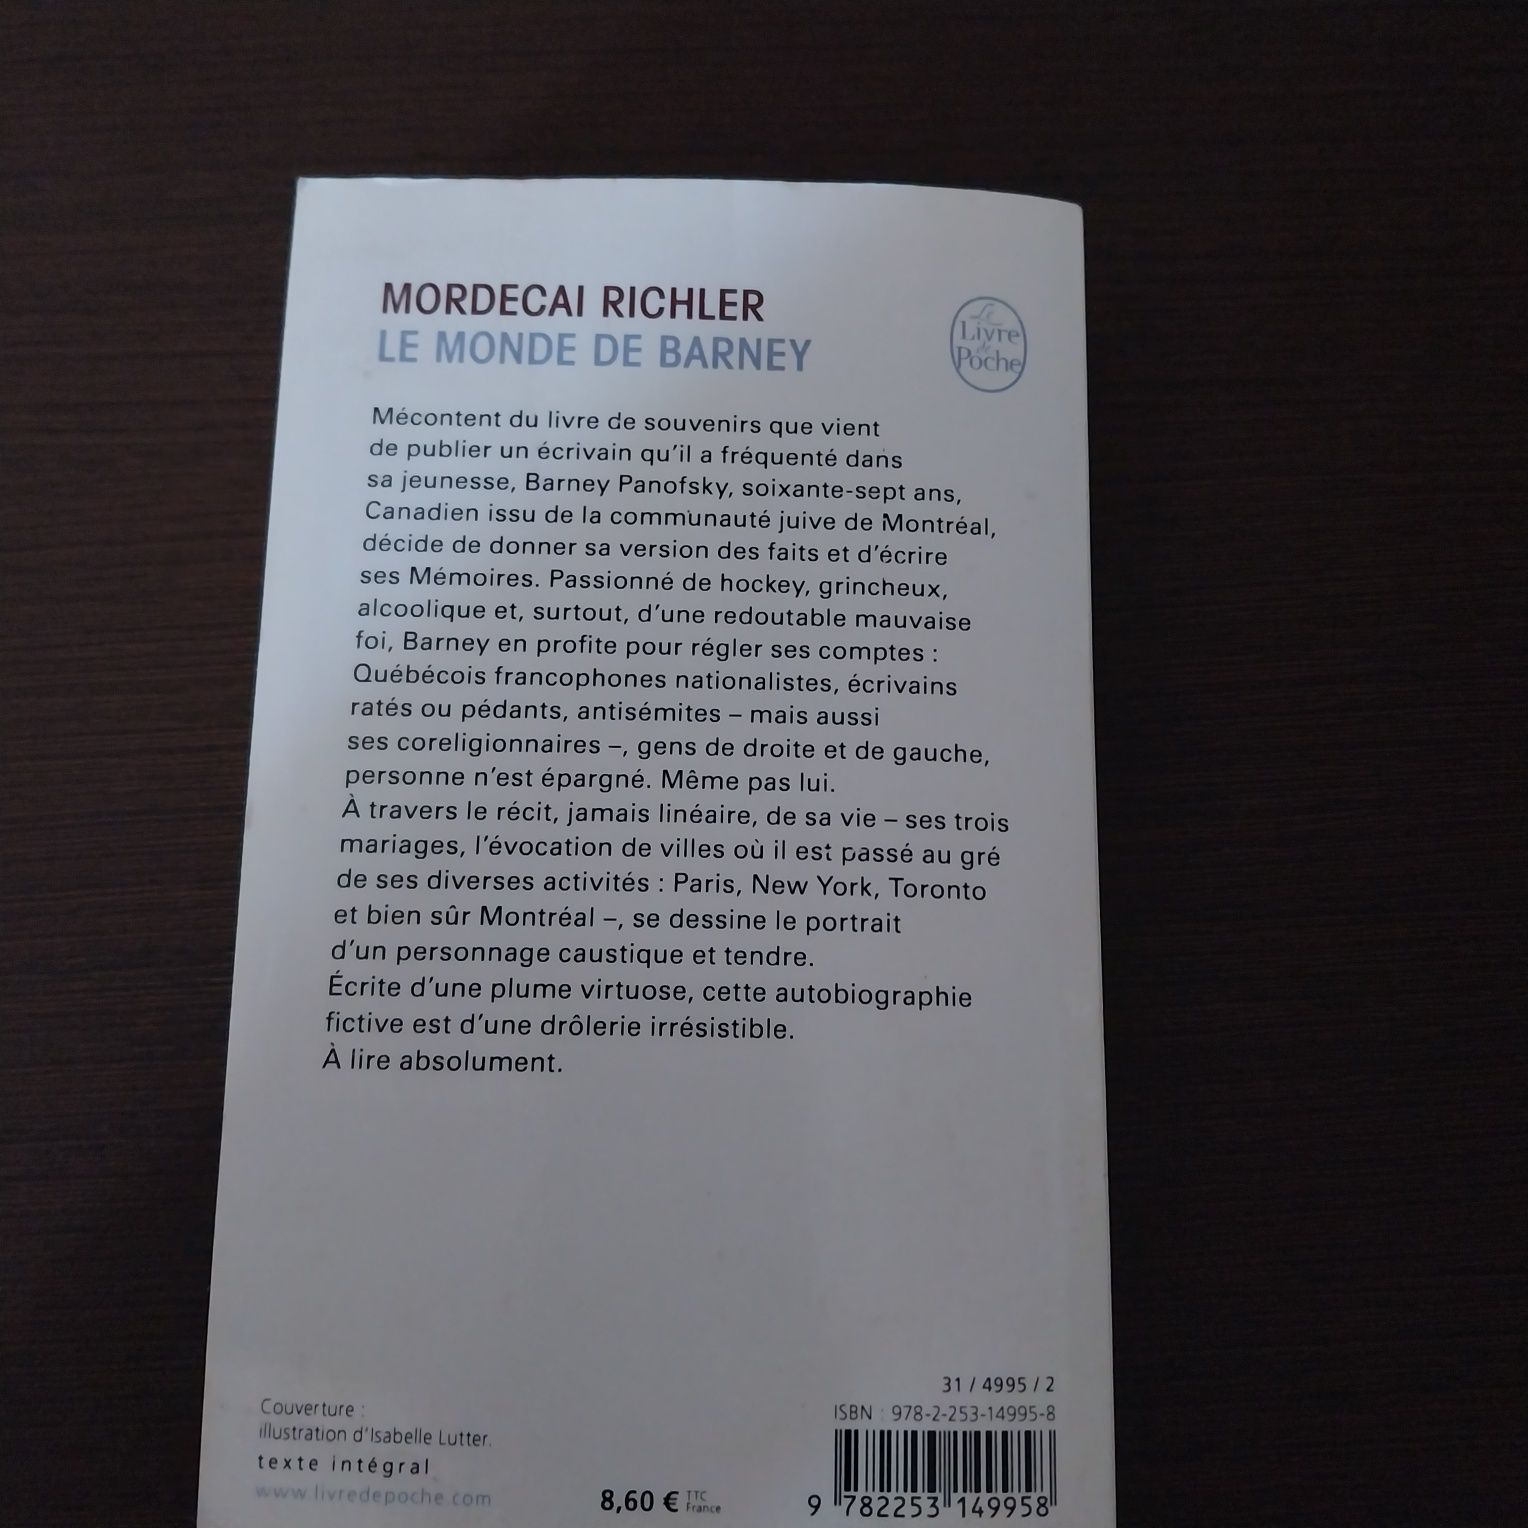 MORDECAI RICHLER
LE MONDE DE BARNEY
Le
Livre
de
Poche
Mécontent du livre de souvenirs que vient
de publier un écrivain qu'il a fréquenté dans
sa jeunesse, Barney Panofsky, soixante-sept ans,
Canadien issu de la communauté juive de Montréal,
décide de donner sa version des faits et d'écrire
ses Mémoires. Passionné de hockey, grincheux,
alcoolique et, surtout, d'une redoutable mauvaise
foi, Barney en profite pour régler ses comptes :
Québécois francophones nationalistes, écrivains
ratés ou pédants, antisémites – mais aussi
ses coreligionnaires –, gens de droite et de gauche,
personne n'est épargné. Même pas lui.
À travers le récit, jamais linéaire, de sa vie – ses trois
mariages, l'évocation de villes où il est passé au gré
de ses diverses activités : Paris, New York, Toronto
et bien sûr Montréal –, se dessine le portrait
d'un personnage caustique et tendre.
Écrite d'une plume virtuose, cette autobiographie
fictive est d'une drôlerie irrésistible.
À lire absolument.
Couverture :
illustration d'Isabelle Lutter.
texte intégral
www.livredepoche.com
8,60 € TTC
France
31 / 4995 / 2
ISBN : 978-2-253-14995-8
9 782253 149958